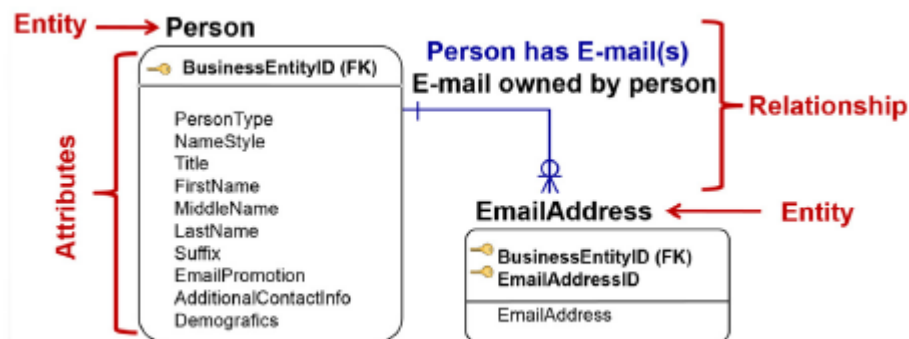 Entity
Person
BusinessEntityID (FK)
PersonType
NameStyle
Title
FirstName
MiddleName
LastName
Suffix
EmailPromotion
AdditionalContactInfo
Demografics
Attributes
Person has E-mail(s)
E-mail owned by person
Relationship
EmailAddress
Entity
BusinessEntityID (FK)
EmailAddressID
EmailAddress